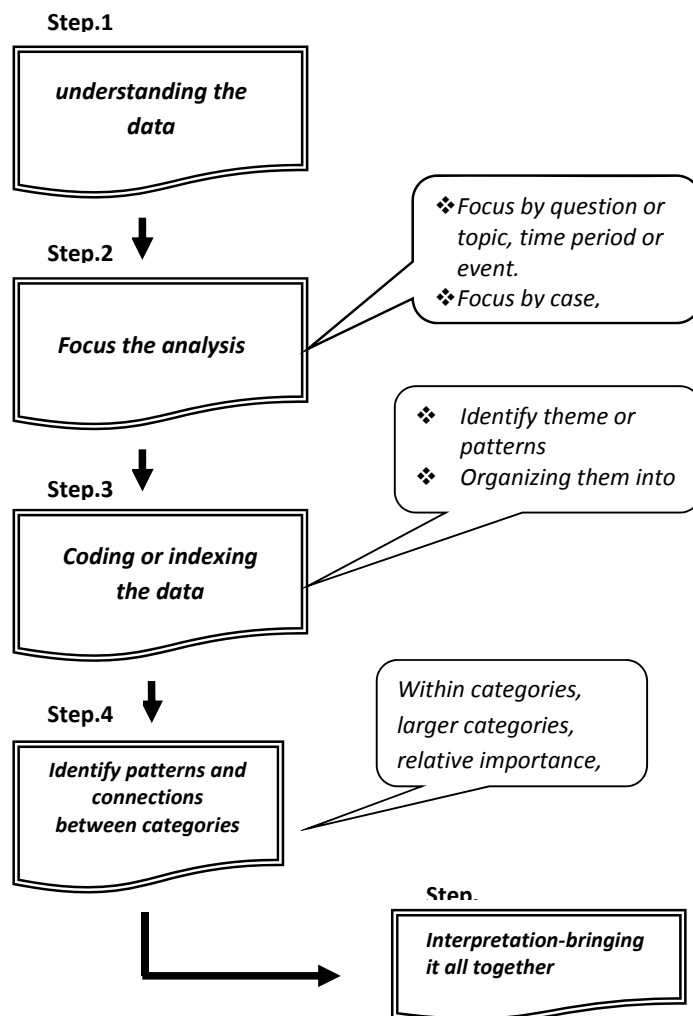 Step.1
understanding the
data
Step.2
Focus the analysis
❖Focus by question or
topic, time period or
event.
❖Focus by case,
Step.3
Coding or indexing
the data
❖ Identify theme or
patterns
❖ Organizing them into
Step.4
Identify patterns and
connections
between categories
Within categories,
larger categories,
relative importance,
Step.
Interpretation-bringing
it all together